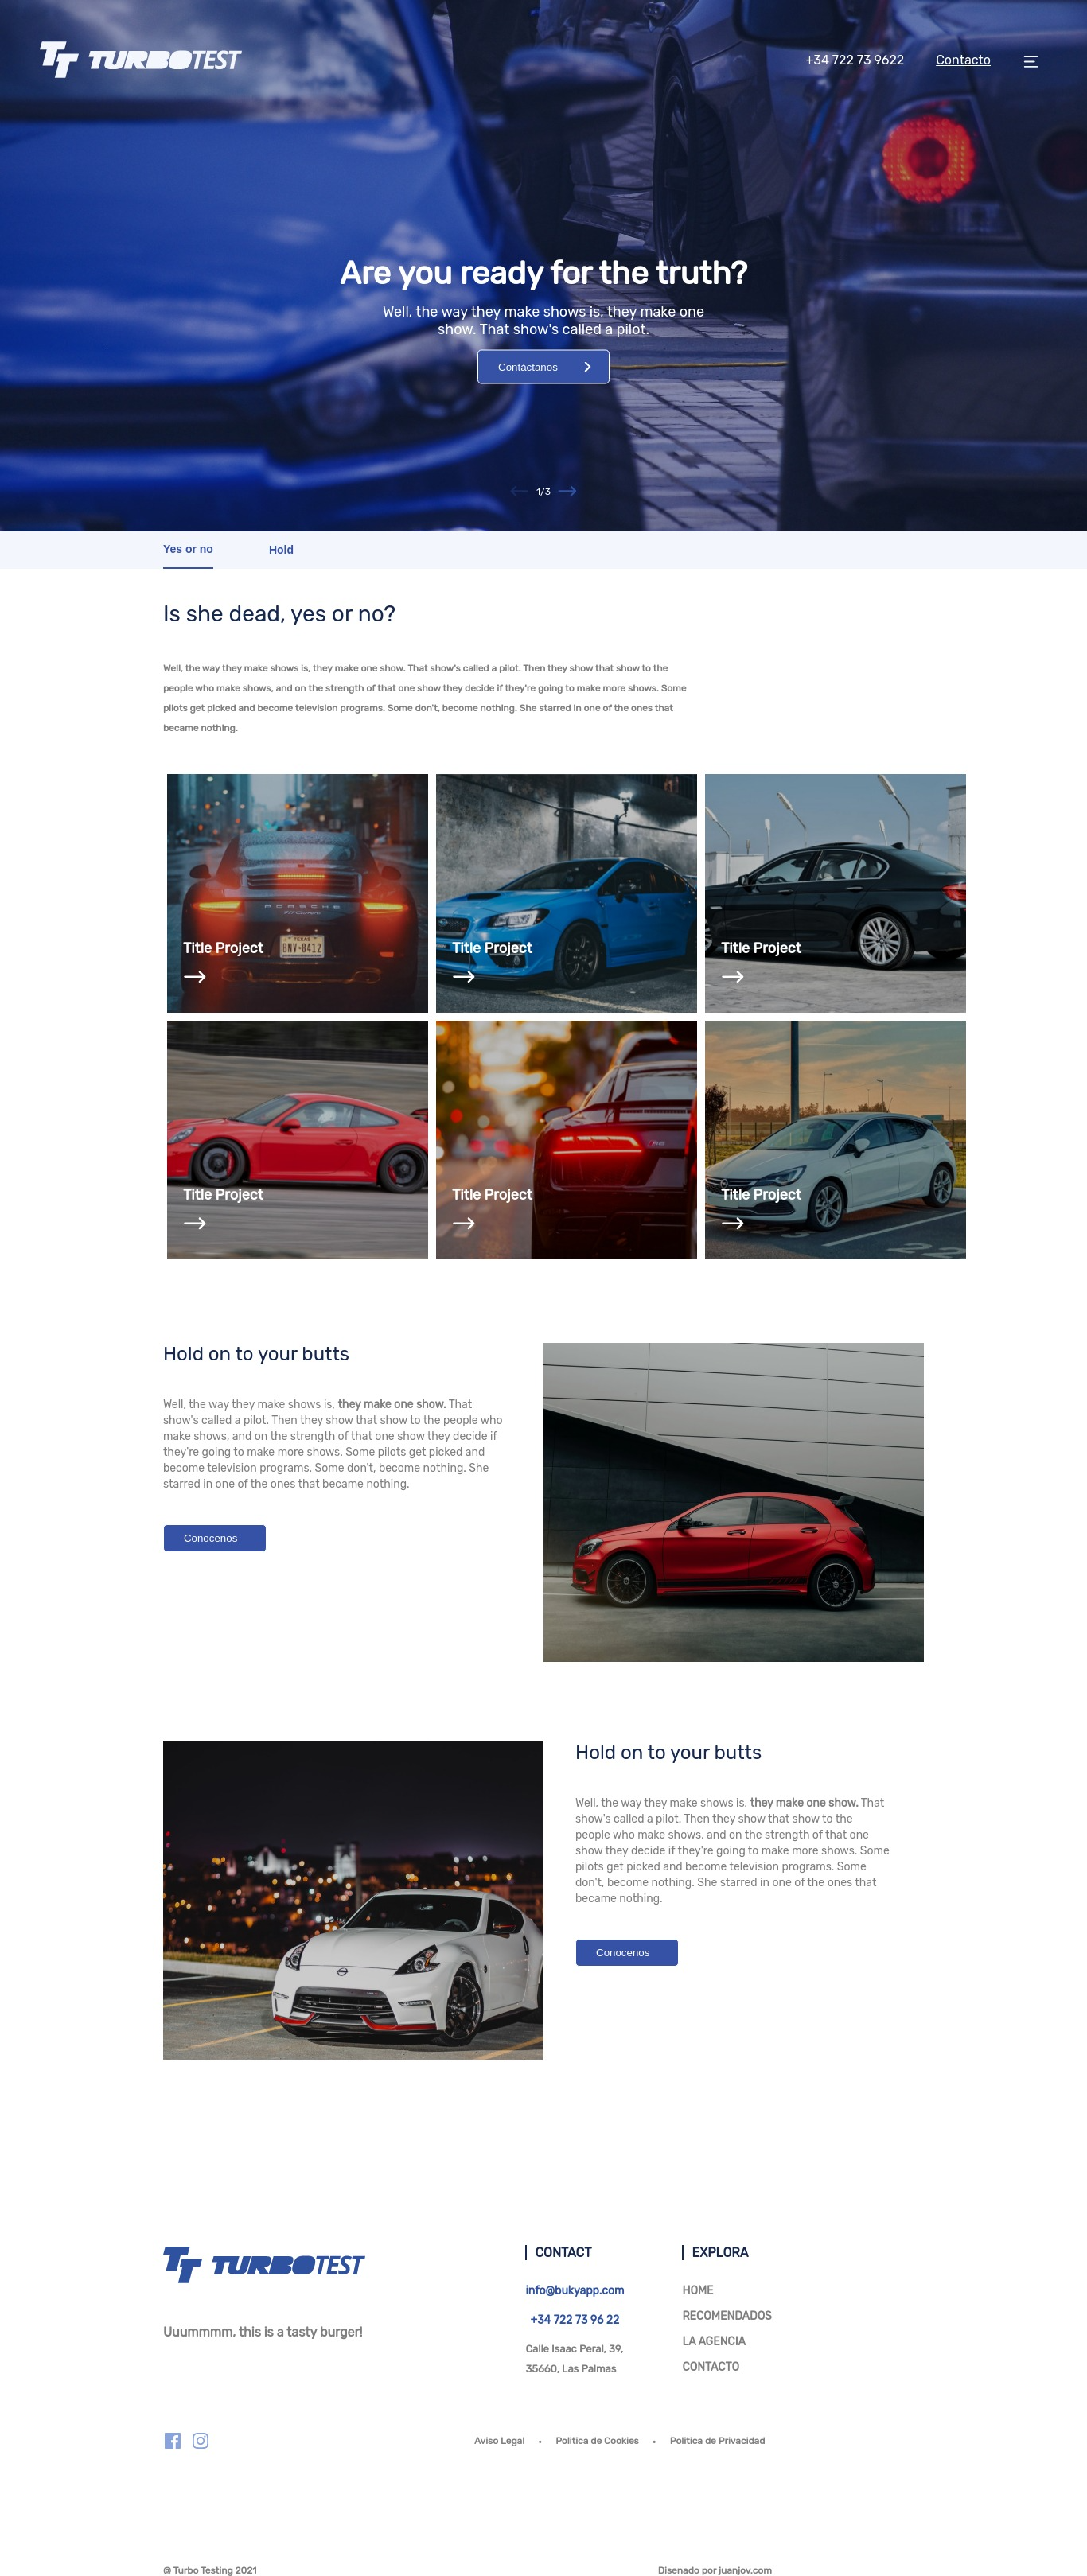 TT TURBOTEST
+34 722 73 9622
Contacto
Are you ready for the truth?
Well, the way they make shows is, they make one
show. That show's called a pilot.
Contáctanos
1/3
Yes or no
Hold
Is she dead, yes or no?
Well, the way they make shows is, they make one show. That show's called a pilot. Then they show that show to the
people who make shows, and on the strength of that one show they decide if they're going to make more shows. Some
pilots get picked and become television programs. Some don't, become nothing. She starred in one of the ones that
became nothing.
PORSCHE
TEXAS
BNV-0412
Title Project
Title Project
Title Project
Title Project
Title Project
Title Project
22
Hold on to your butts
Well, the way they make shows is, they make one show. That
show's called a pilot. Then they show that show to the people who
make shows, and on the strength of that one show they decide if
they're going to make more shows. Some pilots get picked and
become television programs. Some don't, become nothing. She
starred in one of the ones that became nothing.
Conocenos
Hold on to your butts
Well, the way they make shows is, they make one show. That
show's called a pilot. Then they show that show to the
people who make shows, and on the strength of that one
show they decide if they're going to make more shows. Some
pilots get picked and become television programs. Some
don't, become nothing. She starred in one of the ones that
became nothing.
Conocenos
TT TURBOTEST
Uuummmm, this is a tasty burger!
CONTACT
info@bukyapp.com
+34 722 73 96 22
Calle Isaac Peral, 39,
35660, Las Palmas
EXPLORA
HOME
RECOMENDADOS
LA AGENCIA
CONTACTO
Aviso Legal • Politica de Cookies • Politica de Privacidad
@ Turbo Testing 2021
Disenado por juanjov.com